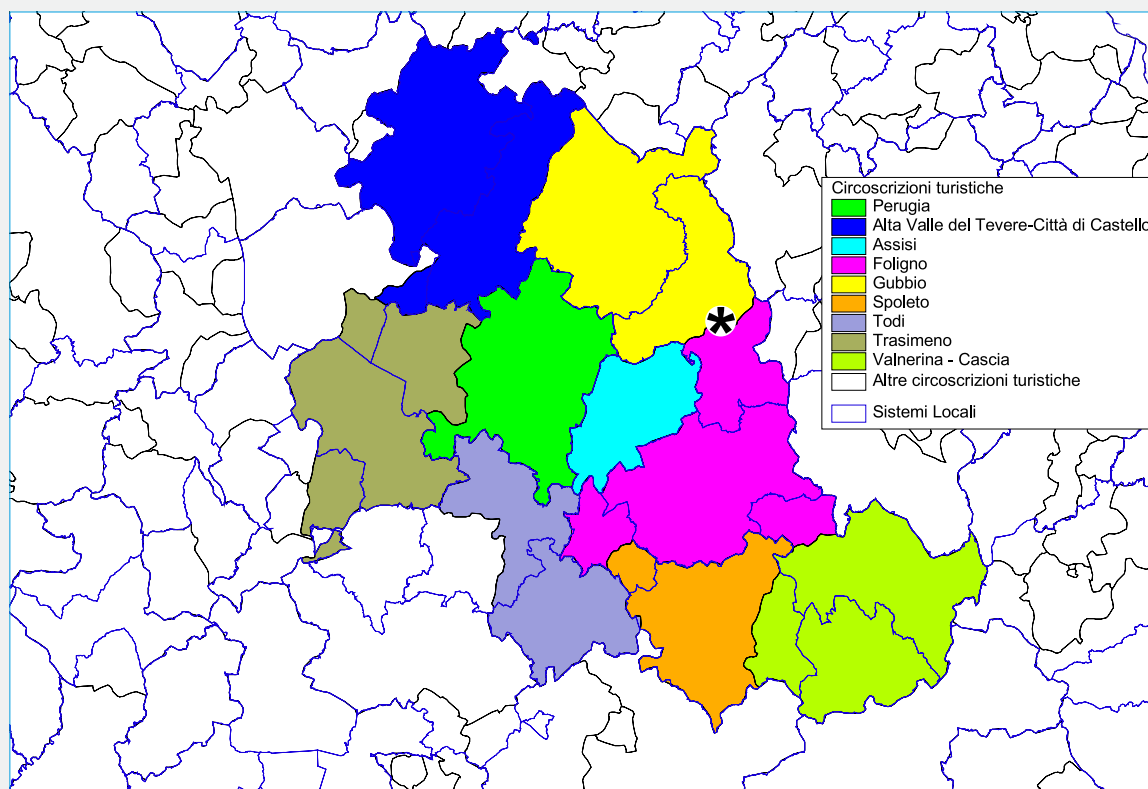 Circoscrizioni turistiche
Perugia
Alta Valle del Tevere-Città di Castello
Assisi
Foligno
Gubbio
Spoleto
Todi
Trasimeno
Valnerina - Cascia
Altre circoscrizioni turistiche
Sistemi Locali
*